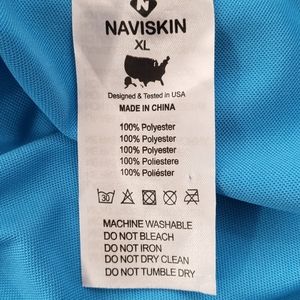 N
NAVISKIN
XL
Designed & Tested in USA
MADE IN CHINA
100% Polyester
100% Polyester
100% Polyester
100% Poliestere
100% Poliéster
30
MACHINE WASHABLE
DO NOT BLEACH
DO NOT IRON
DO NOT DRY CLEAN
DO NOT TUMBLE DRY